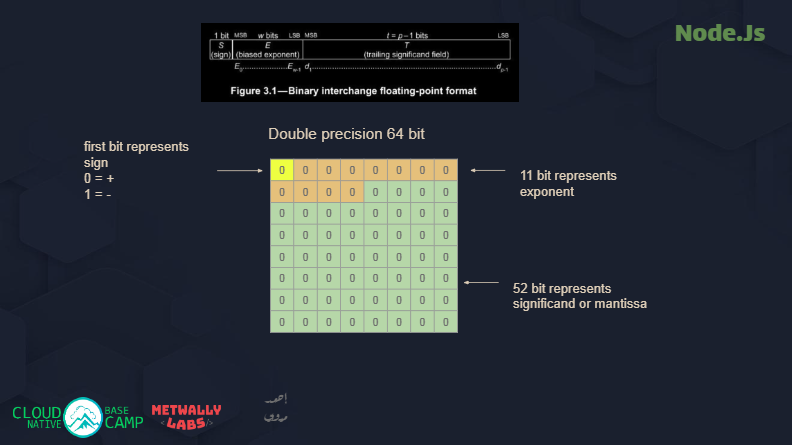 Node.Js
1 bit MSB w bits LSB MSB t = p – 1 bits LSB
S E T
(sign) (biased exponent) (trailing significand field)
E0 Ew-1 d1 dp-1
Figure 3.1—Binary interchange floating-point format
Double precision 64 bit
first bit represents
sign
0 = +
1 = -
0 0 0 0 0 0 0 0
0 0 0 0 0 0 0 0
0 0 0 0 0 0 0 0
0 0 0 0 0 0 0 0
0 0 0 0 0 0 0 0
0 0 0 0 0 0 0 0
0 0 0 0 0 0 0 0
0 0 0 0 0 0 0 0
11 bit represents
exponent
52 bit represents
significand or mantissa
CLOUD NATIVE BASE CAMP
METWALLY
<LABS/>